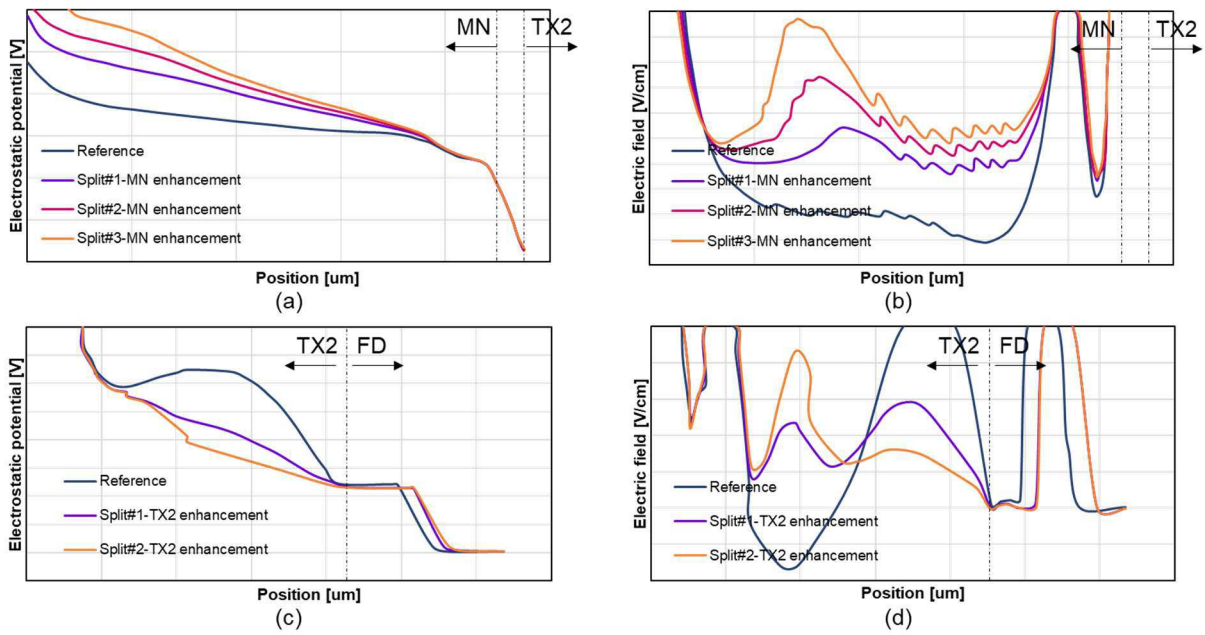 Electrostatic potential [V]
MN
TX2
Reference
Split#1-MN enhancement
Split#2-MN enhancement
Split#3-MN enhancement
Position [um]
(a)
Electric field [V/cm]
MN
TX2
Reference
Split#1-MN enhancement
Split#2-MN enhancement
Split#3-MN enhancement
Position [um]
(b)
Electrostatic potential [V]
TX2
FD
Reference
Split#1-TX2 enhancement
Split#2-TX2 enhancement
Position [um]
(c)
Electric field [V/cm]
TX2
FD
Reference
Split#1-TX2 enhancement
Split#2-TX2 enhancement
Position [um]
(d)